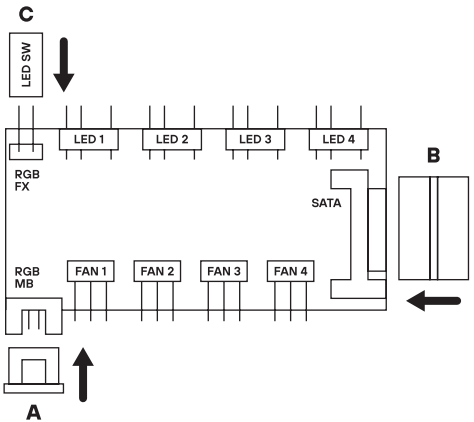 C
LED SW
LED 1
LED 2
LED 3
LED 4
RGB
FX
B
SATA
RGB
MB
FAN 1
FAN 2
FAN 3
FAN 4
A